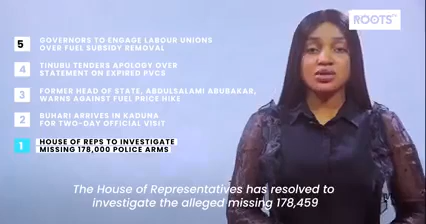 ROOTS
5 GOVERNORS TO ENGAGE LABOUR UNIONS
OVER FUEL SUBSIDY REMOVAL
4 TINUBU TENDERS APOLOGY OVER
STATEMENT ON EXPIRED PVCS
3 FORMER HEAD OF STATE, ABDULSALAMI ABUBAKAR,
WARNS AGAINST FUEL PRICE HIKE
2 BUHARI ARRIVES IN KADUNA
FOR TWO-DAY OFFICIAL VISIT
1 HOUSE OF REPS TO INVESTIGATE
MISSING 178,000 POLICE ARMS
The House of Representatives has resolved to
investigate the alleged missing 178,459